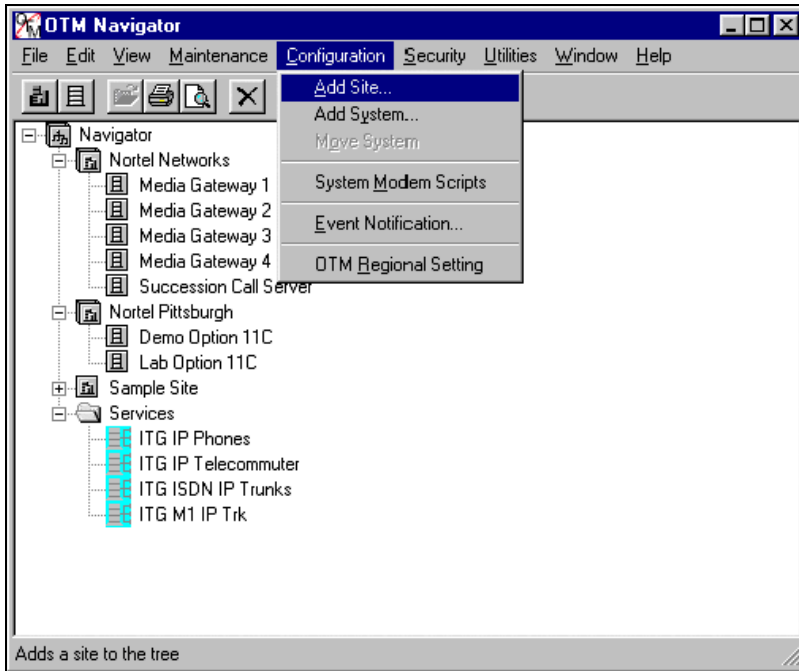 OTM Navigator
File Edit View Maintenance Configuration Security Utilities Window Help
Add Site...
Add System...
Move System
System Modem Scripts
Event Notification...
OTM Regional Setting
Navigator
Nortel Networks
Media Gateway 1
Media Gateway 2
Media Gateway 3
Media Gateway 4
Succession Call Server
Nortel Pittsburgh
Demo Option 11C
Lab Option 11C
Sample Site
Services
ITG IP Phones
ITG IP Telecommuter
ITG ISDN IP Trunks
ITG M1 IP Trk
Adds a site to the tree